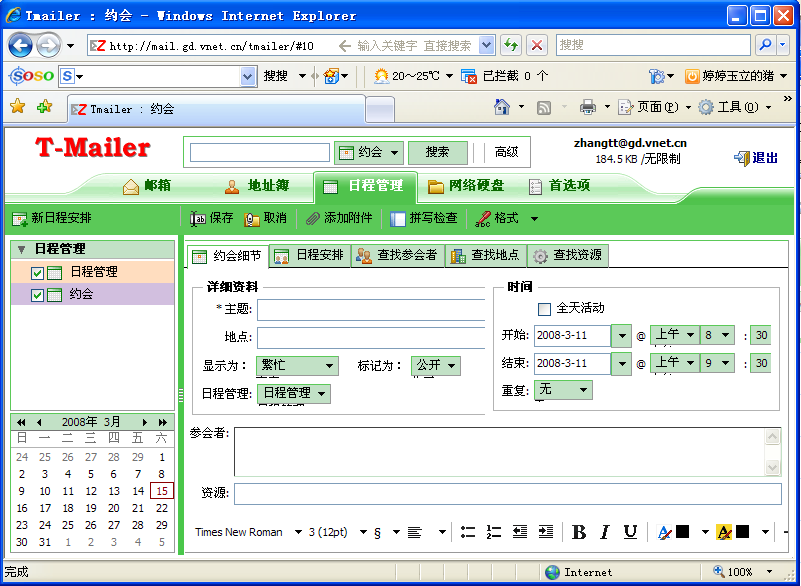 Tmailer : 约会 - Windows Internet Explorer
http://mail.gd.vnet.cn/tmailer/#10 输入关键字 直接搜索 搜搜
SOSO S 搜搜 20~25℃ 已拦截 0 个 婷婷玉立的猪
Tmailer : 约会 页面(P) 工具(O) »
T-Mailer 约会 搜索 高级 zhangtt@gd.vnet.cn
184.5 KB /无限制 退出
邮箱 地址簿 日程管理 网络硬盘 首选项
新日程安排 保存 取消 添加附件 拼写检查 abc 格式
日程管理
日程管理
约会
2008年 3月
日 一 二 三 四 五 六
24 25 26 27 28 29 1
2 3 4 5 6 7 8
9 10 11 12 13 14 15
16 17 18 19 20 21 22
23 24 25 26 27 28 29
30 31 1 2 3 4 5
约会细节 日程安排 查找参会者 查找地点 查找资源
详细资料
*主题:
地点:
显示为: 繁忙 标记为: 公开
日程管理: 日程管理
时间
全天活动
开始: 2008-3-11 @ 上午 8 : 30
结束: 2008-3-11 @ 上午 9 : 30
重复: 无
参会者:
资源:
Times New Roman 3 (12pt) § B I U
完成 Internet 100%